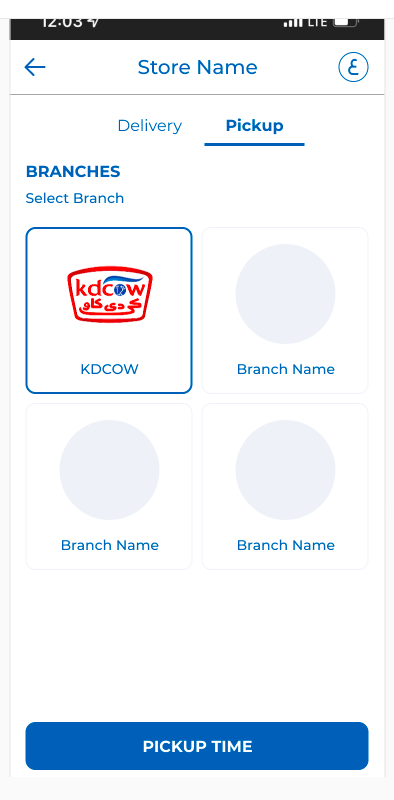 12:03
LTE
Store Name
ع
Delivery
Pickup
BRANCHES
Select Branch
kdcow
كي دي كاو
KDCOW
Branch Name
Branch Name
Branch Name
PICKUP TIME